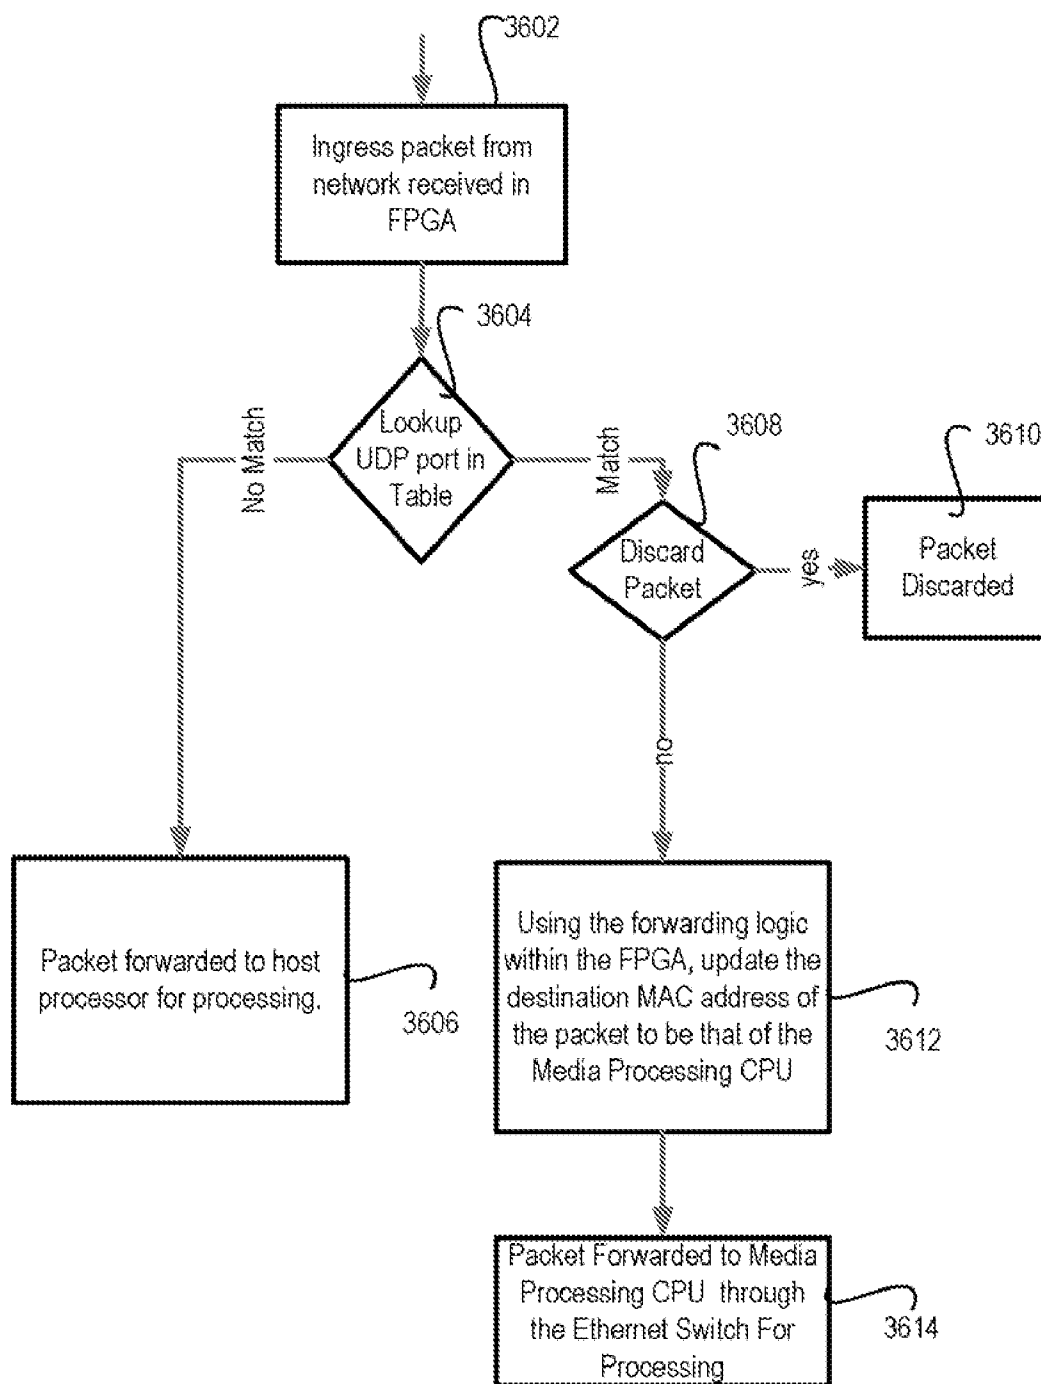 3602
Ingress packet from
network received in
FPGA
3604
Lookup
UDP port in
Table
No Match
Match
3608
Discard
Packet
yes
3610
Packet
Discarded
no
Packet forwarded to host
processor for processing.
3606
Using the forwarding logic
within the FPGA, update the
destination MAC address of
the packet to be that of the
Media Processing CPU
3612
Packet Forwarded to Media
Processing CPU through
the Ethernet Switch For
Processing
3614